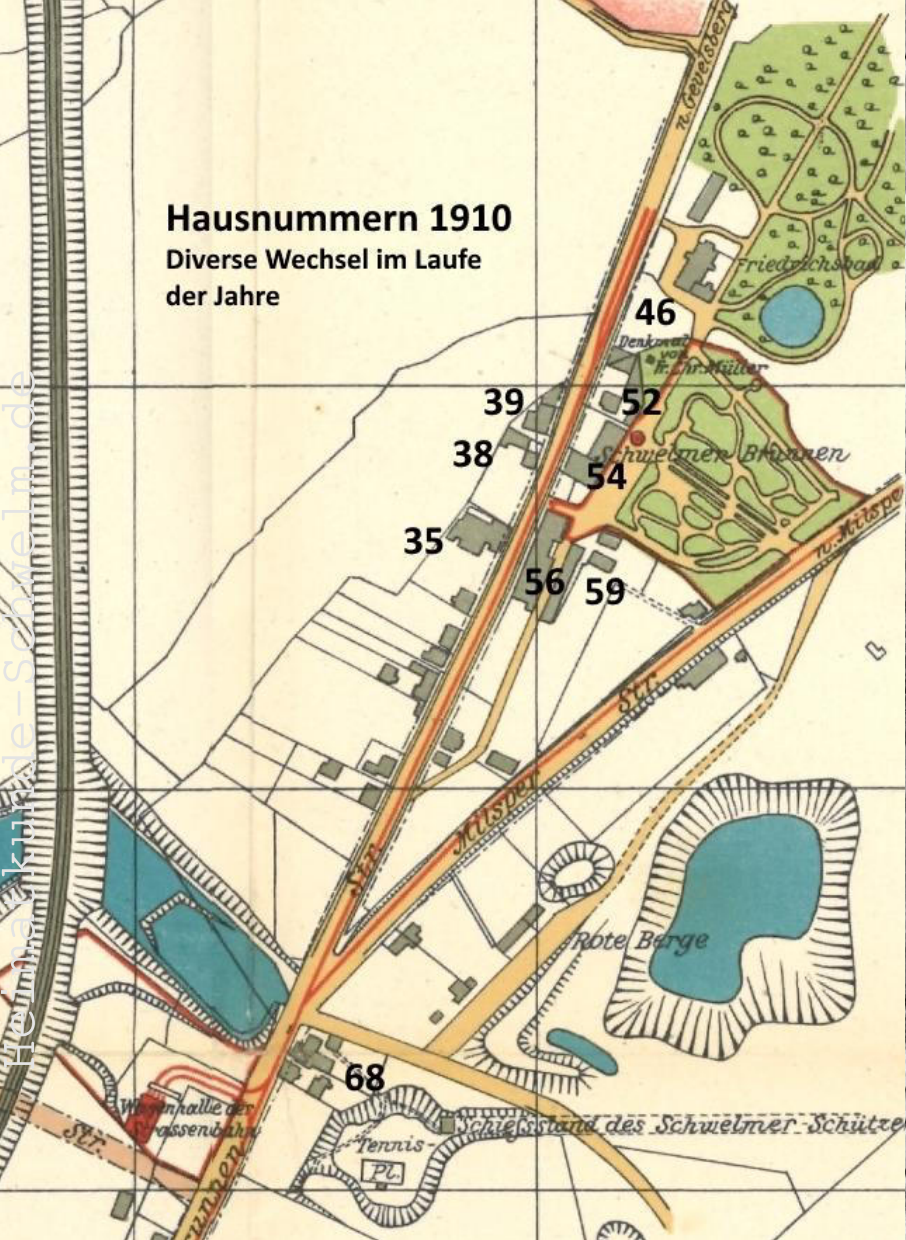 n. Gevelsberg
Hausnummern 1910
Diverse Wechsel im Laufe
der Jahre
Friedrichsbad
46
Denkmal
von
Fr. Chr. Müller
39
52
38
Schwelmer Brunnen
54
n. Milspe
35
56
59
Str.
Milsper
Str.
Rote Berge
68
Wagenhalle der
Strassenbahn
Schiefsstand des Schwelmer-Schütze
Str.
Tennis-
Pl.
unnen
Heimatkunde-Schwelm.de